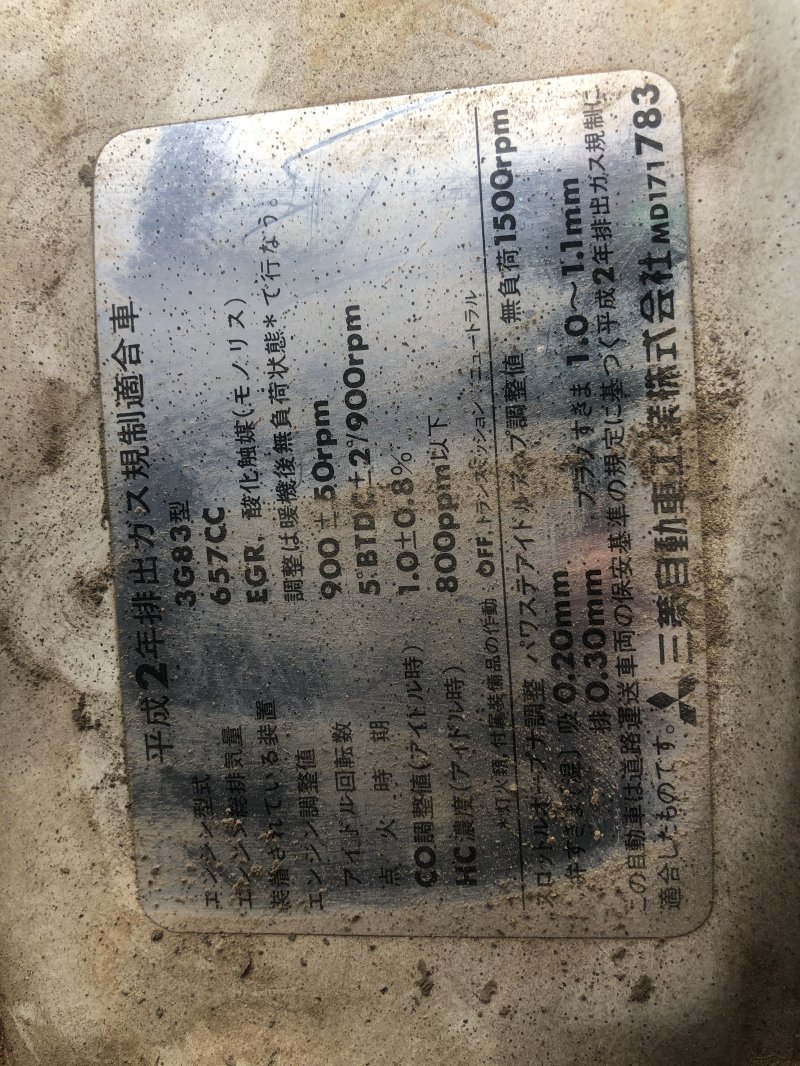 平成2年排出ガス規制適合車
エンジン型式 3G83型
エンジン総排気量 657CC
装着されている装置 EGR, 酸化触媒(モノリス)
エンジン調整値 調整は暖機後無負荷状態*で行なう。
アイドル回転数 900±50rpm
点火時期 5°BTDC±2°/900rpm
CO調整値(アイドル時) 1.0±0.8%
HC濃度(アイドル時) 800ppm以下
*灯火類, 付属装備品の作動 OFF, トランスミッション ニュートラル
スロットルオープナ調整 パワステアイドルアップ調整値 無負荷1500rpm
弁すきま(温) 吸 0.20mm プラグすきま 1.0～1.1mm
排 0.30mm
この自動車は道路運送車両の保安基準の規定に基づく平成2年排出ガス規制に
適合したものです。 三菱自動車工業株式会社 MD171783